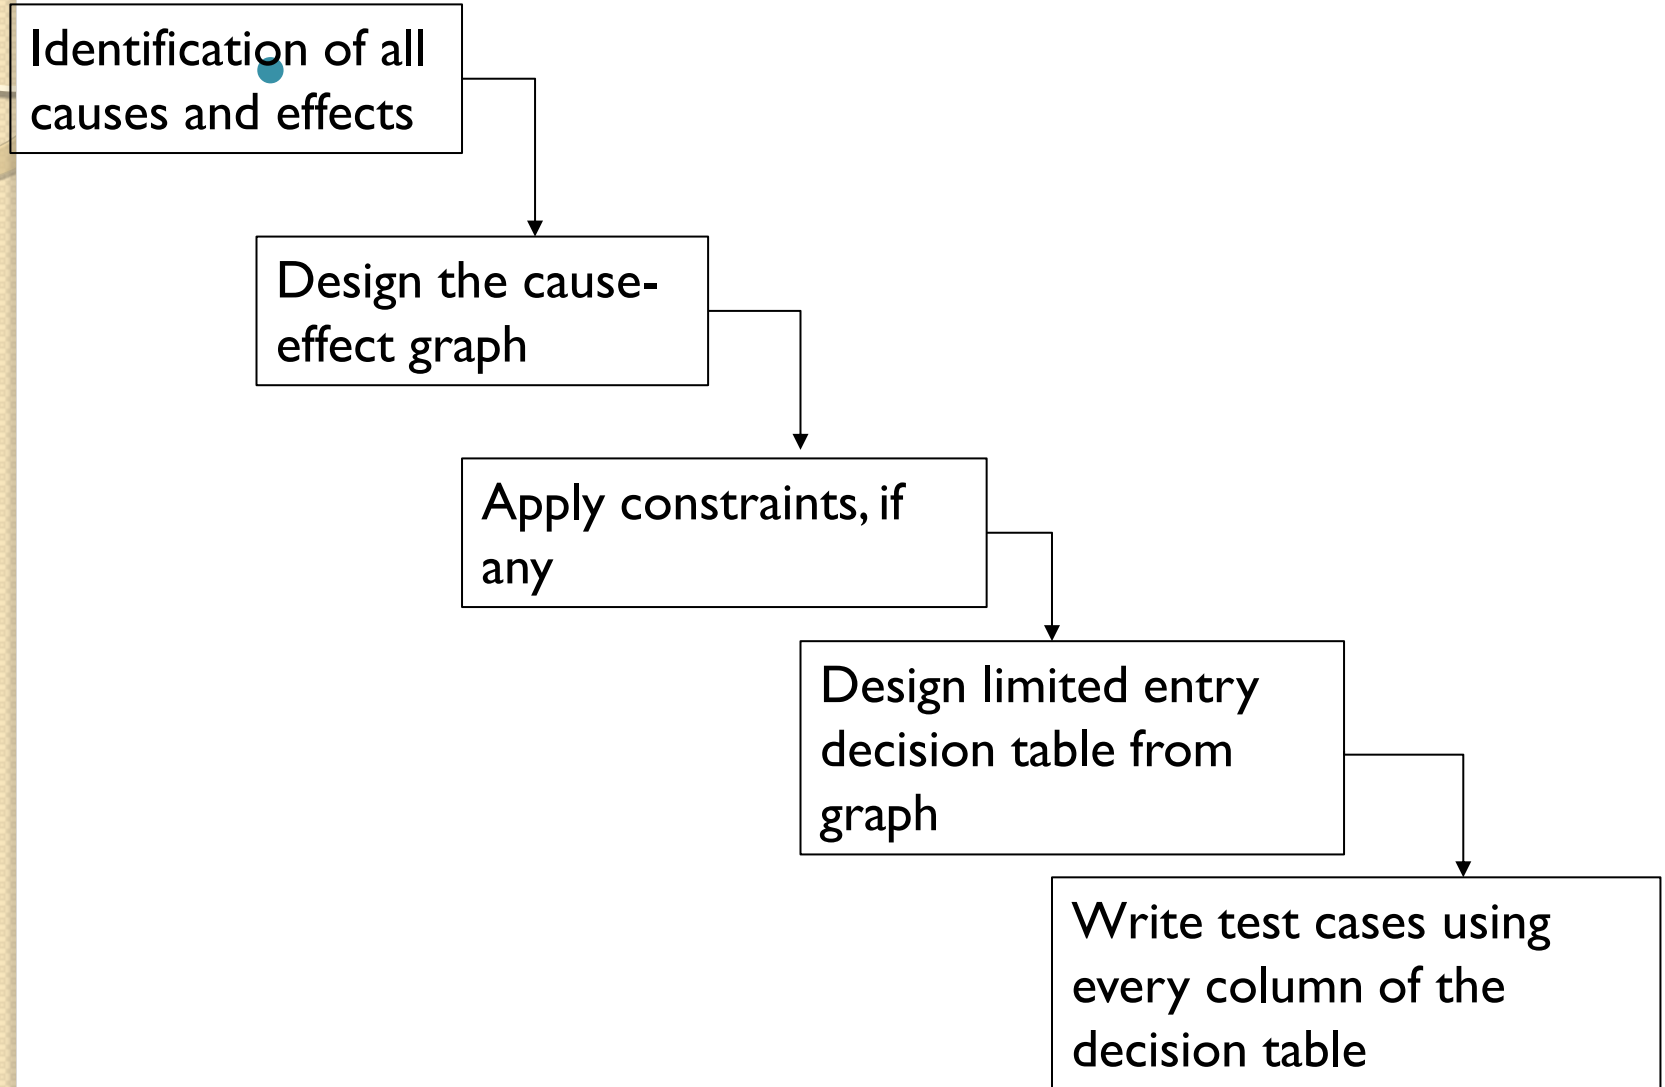 Identification of all
causes and effects
Design the cause-
effect graph
Apply constraints, if
any
Design limited entry
decision table from
graph
Write test cases using
every column of the
decision table